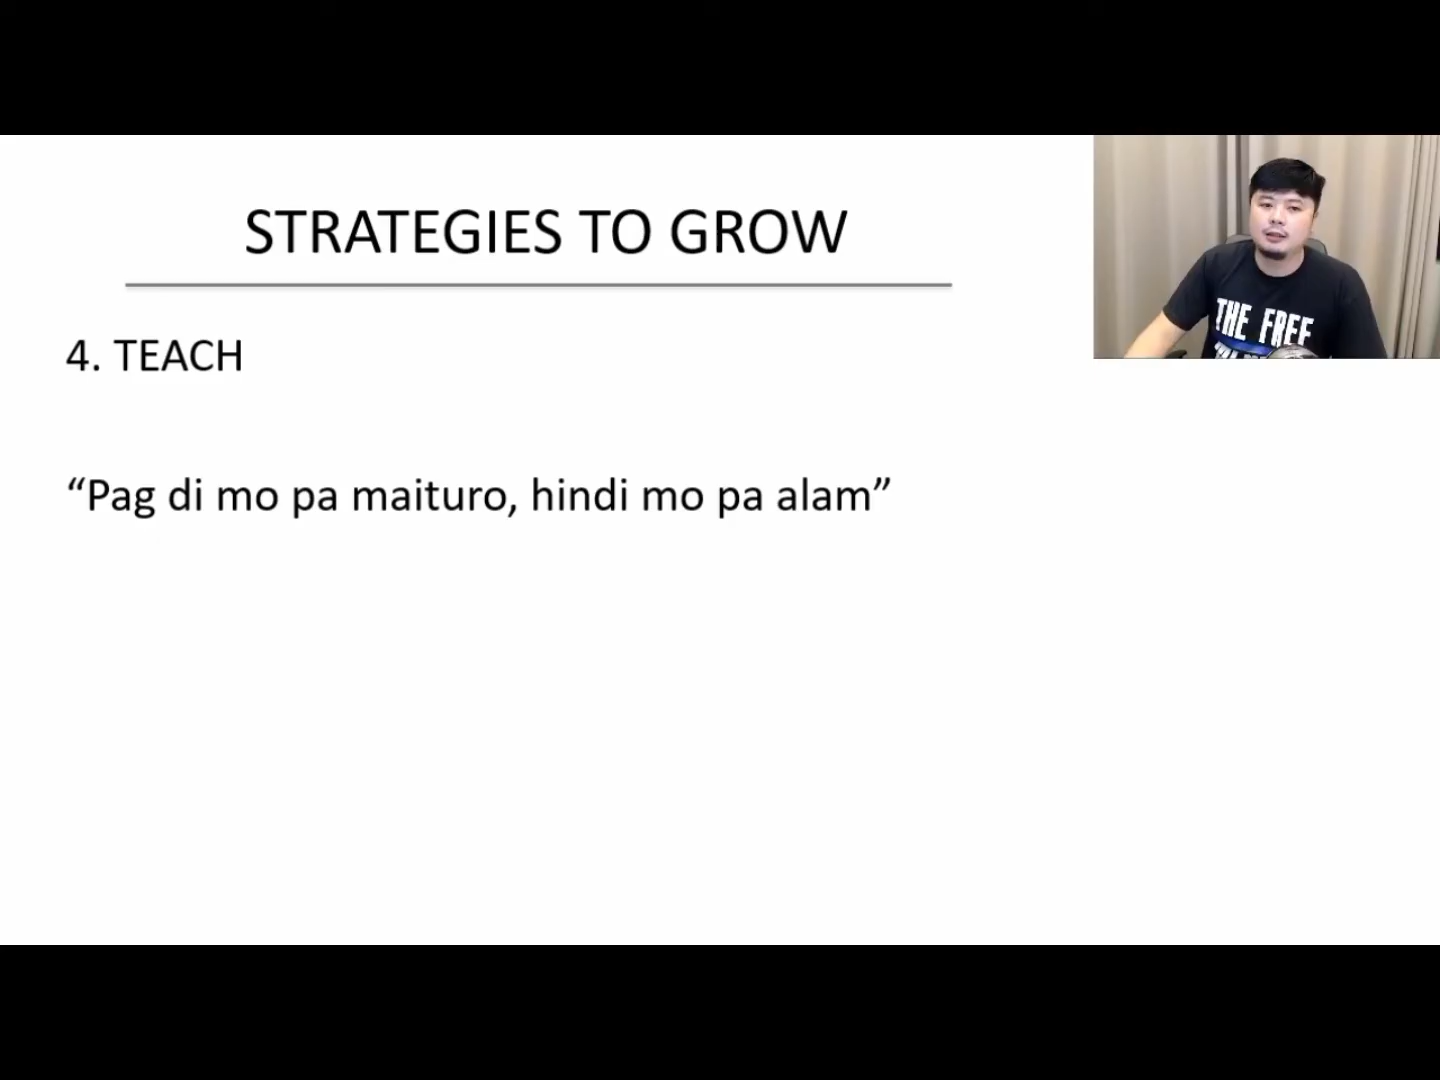 STRATEGIES TO GROW
4. TEACH
“Pag di mo pa maituro, hindi mo pa alam”
THE FREE